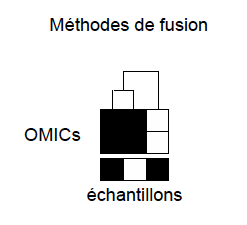 Méthodes de fusion
OMICs
échantillons